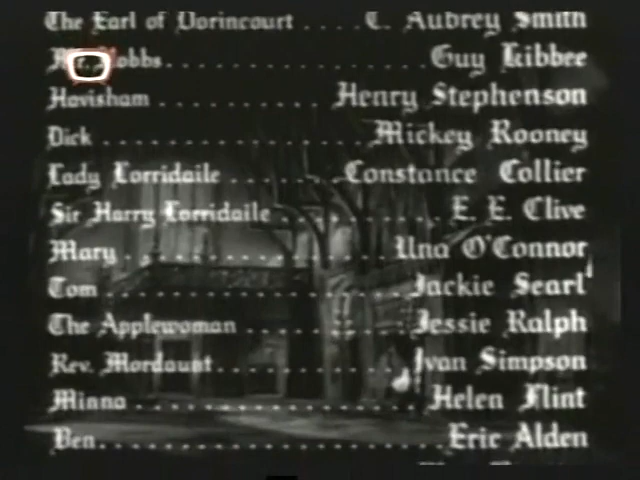 The Earl of Dorincourt .... C. Aubrey Smith
Mr. Hobbs................Guy Kibbee
Havisham ........... Henry Stephenson
Dick ....................Mickey Rooney
Lady Lorridaile ...... Constance Collier
Sir Harry Lorridaile .......... E. E. Clive
Mary ................. Una O'Connor
Tom ....................Jackie Searl
The Applewoman ............Jessie Ralph
Rev. Mordaunt..............Ivan Simpson
Minna .................. Helen Flint
Ben....................... Eric Alden